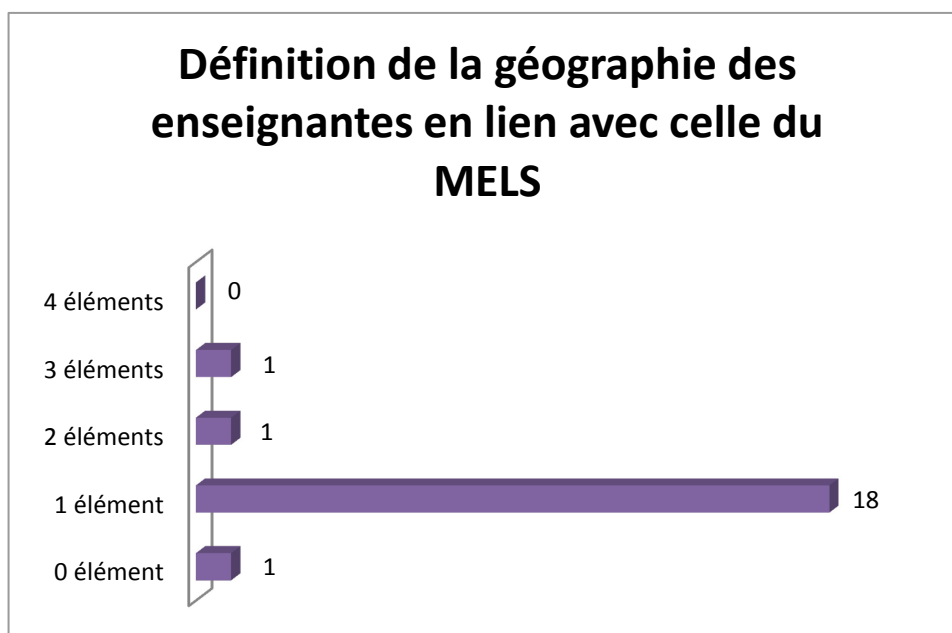 Définition de la géographie des
enseignantes en lien avec celle du
MELS
4 éléments 0
3 éléments 1
2 éléments 1
1 élément 18
0 élément 1